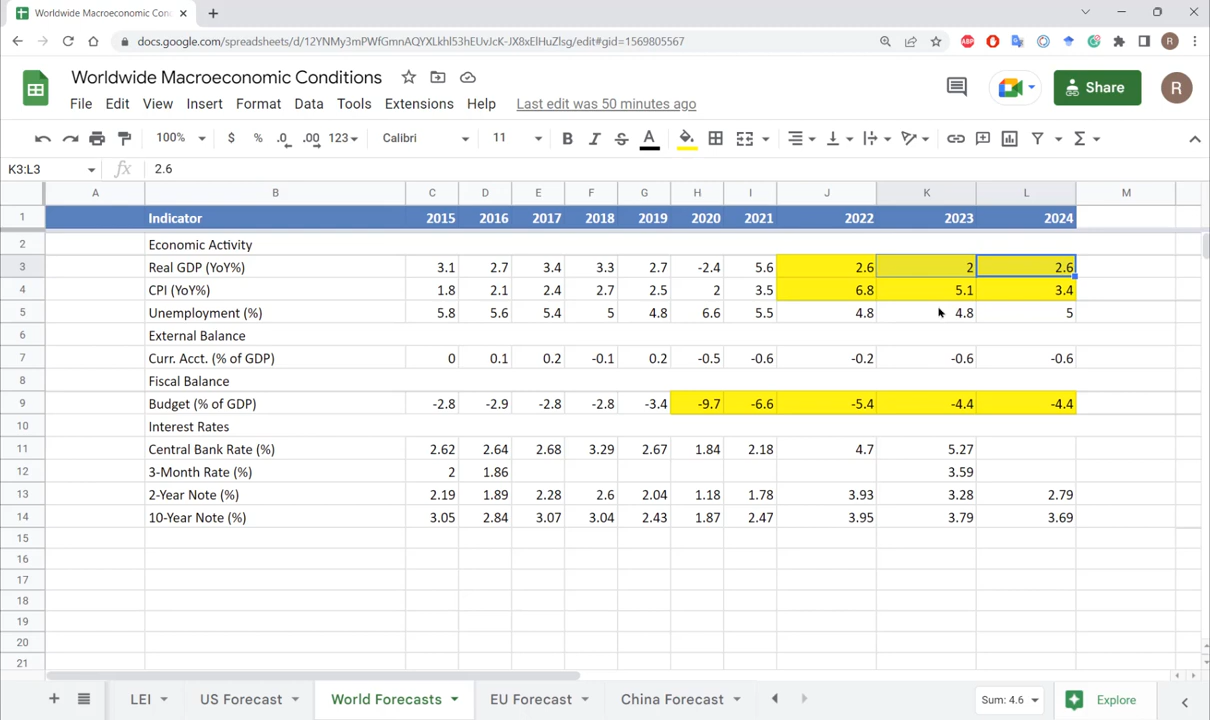 Worldwide Macroeconomic Con
docs.google.com/spreadsheets/d/12YNMy3mPWfGmnAQYXLkhl53hEUvJcK-JX8xElHuZlsg/edit#gid=1569805567
ABP
R
Worldwide Macroeconomic Conditions
File Edit View Insert Format Data Tools Extensions Help Last edit was 50 minutes ago
Share
R
100% $ % .0 .00 123 Calibri 11 B I S A
K3:L3 fx 2.6
A B C D E F G H I J K L M
1 Indicator 2015 2016 2017 2018 2019 2020 2021 2022 2023 2024
2 Economic Activity
3 Real GDP (YoY%) 3.1 2.7 3.4 3.3 2.7 -2.4 5.6 2.6 2 2.6
4 CPI (YoY%) 1.8 2.1 2.4 2.7 2.5 2 3.5 6.8 5.1 3.4
5 Unemployment (%) 5.8 5.6 5.4 5 4.8 6.6 5.5 4.8 4.8 5
6 External Balance
7 Curr. Acct. (% of GDP) 0 0.1 0.2 -0.1 0.2 -0.5 -0.6 -0.2 -0.6 -0.6
8 Fiscal Balance
9 Budget (% of GDP) -2.8 -2.9 -2.8 -2.8 -3.4 -9.7 -6.6 -5.4 -4.4 -4.4
10 Interest Rates
11 Central Bank Rate (%) 2.62 2.64 2.68 3.29 2.67 1.84 2.18 4.7 5.27
12 3-Month Rate (%) 2 1.86 3.59
13 2-Year Note (%) 2.19 1.89 2.28 2.6 2.04 1.18 1.78 3.93 3.28 2.79
14 10-Year Note (%) 3.05 2.84 3.07 3.04 2.43 1.87 2.47 3.95 3.79 3.69
15
16
17
18
19
20
21
LEI US Forecast World Forecasts EU Forecast China Forecast Sum: 4.6 Explore